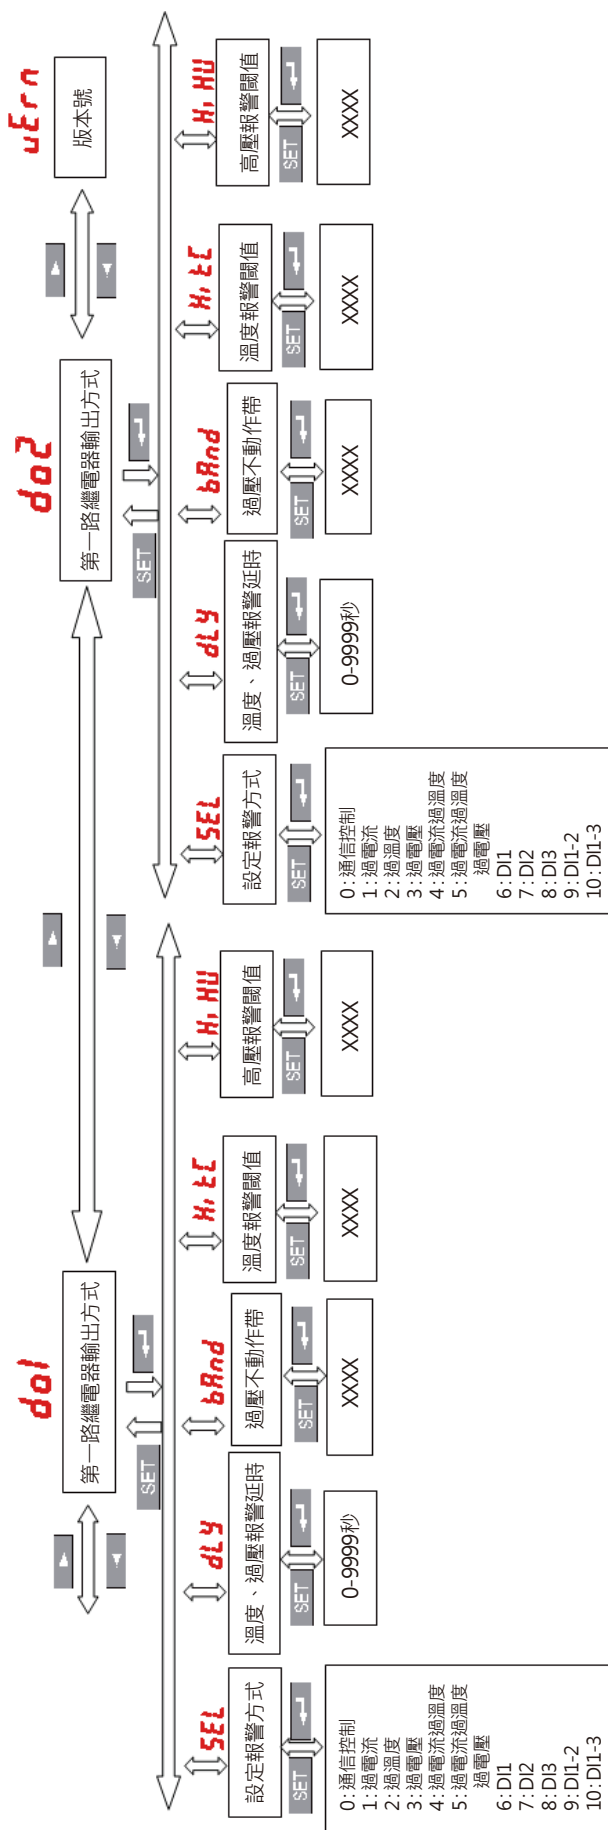 do1
第一路繼電器輸出方式
SET
SEL
設定報警方式
SET
0:通信控制
1:過電流
2:過溫度
3:過電壓
4:過電流過溫度
5:過電流過溫度
過電壓
6:DI1
7:DI2
8:DI3
9:DI1-2
10:DI1-3
dLy
溫度、過壓報警延時
SET
0-9999秒
bAnd
過壓不動作帶
SET
XXXX
Hi tC
溫度報警閾值
SET
XXXX
Hi HU
高壓報警閾值
SET
XXXX
do2
第一路繼電器輸出方式
SET
SEL
設定報警方式
SET
0:通信控制
1:過電流
2:過溫度
3:過電壓
4:過電流過溫度
5:過電流過溫度
過電壓
6:DI1
7:DI2
8:DI3
9:DI1-2
10:DI1-3
dLy
溫度、過壓報警延時
SET
0-9999秒
bAnd
過壓不動作帶
SET
XXXX
Hi tC
溫度報警閾值
SET
XXXX
Hi HU
高壓報警閾值
SET
XXXX
uErn
版本號